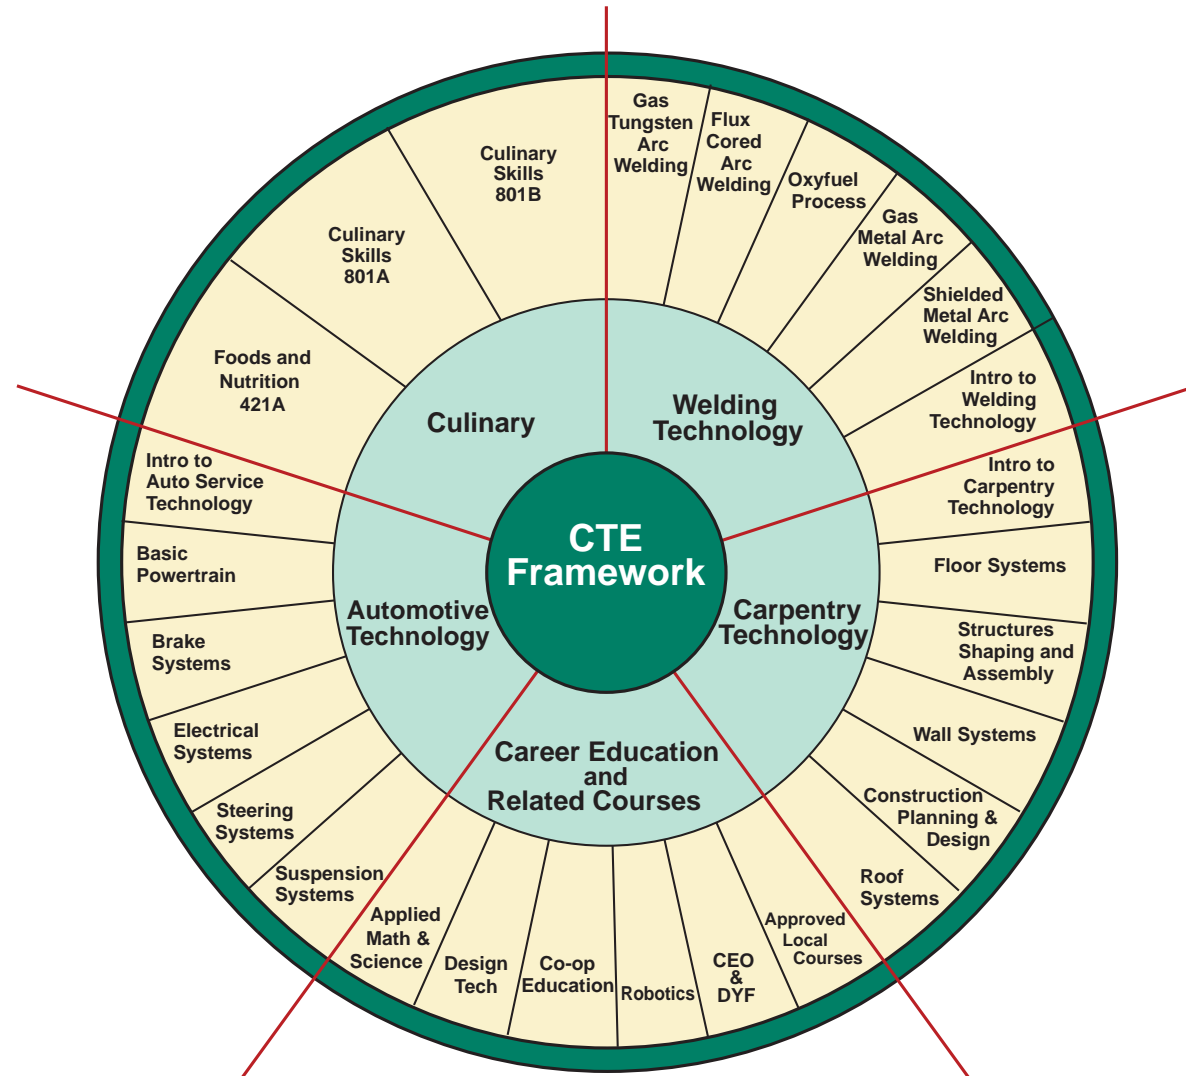 CTE
Framework
Welding
Technology
Gas
Tungsten
Arc
Welding
Flux
Cored
Arc
Welding
Oxyfuel
Process
Gas
Metal Arc
Welding
Shielded
Metal Arc
Welding
Intro to
Welding
Technology
Carpentry
Technology
Intro to
Carpentry
Technology
Floor Systems
Structures
Shaping and
Assembly
Wall Systems
Construction
Planning &
Design
Roof
Systems
Career Education
and
Related Courses
Approved
Local
Courses
CEO
&
DYF
Robotics
Co-op
Education
Design
Tech
Applied
Math &
Science
Automotive
Technology
Suspension
Systems
Steering
Systems
Electrical
Systems
Brake
Systems
Basic
Powertrain
Intro to
Auto Service
Technology
Culinary
Foods and
Nutrition
421A
Culinary
Skills
801A
Culinary
Skills
801B